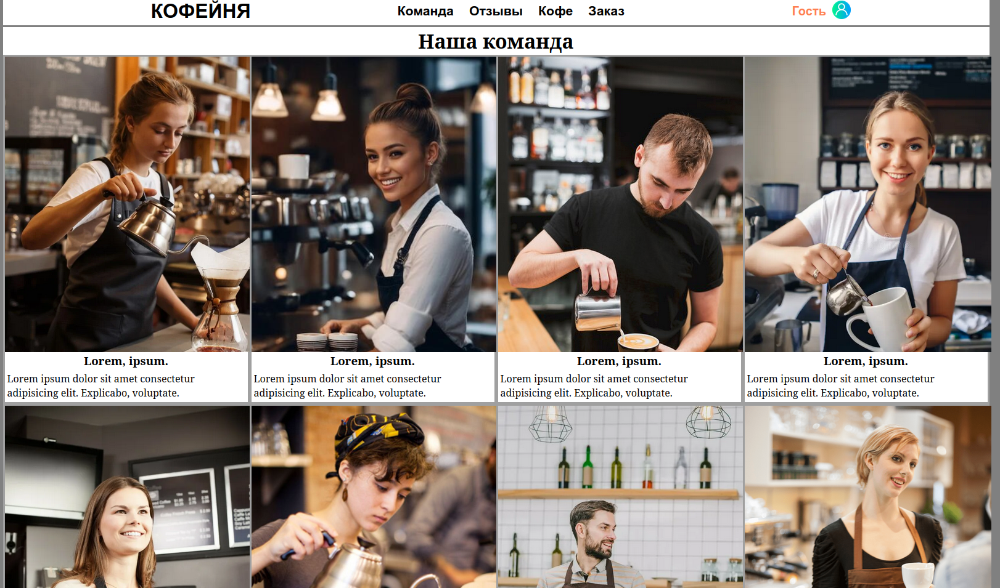 КОФЕЙНЯ Команда Отзывы Кофе Заказ Гость
Наша команда
Lorem, ipsum. Lorem, ipsum. Lorem, ipsum. Lorem, ipsum.
Lorem ipsum dolor sit amet consectetur
adipisicing elit. Explicabo, voluptate.
Lorem ipsum dolor sit amet consectetur
adipisicing elit. Explicabo, voluptate.
Lorem ipsum dolor sit amet consectetur
adipisicing elit. Explicabo, voluptate.
Lorem ipsum dolor sit amet consectetur
adipisicing elit. Explicabo, voluptate.